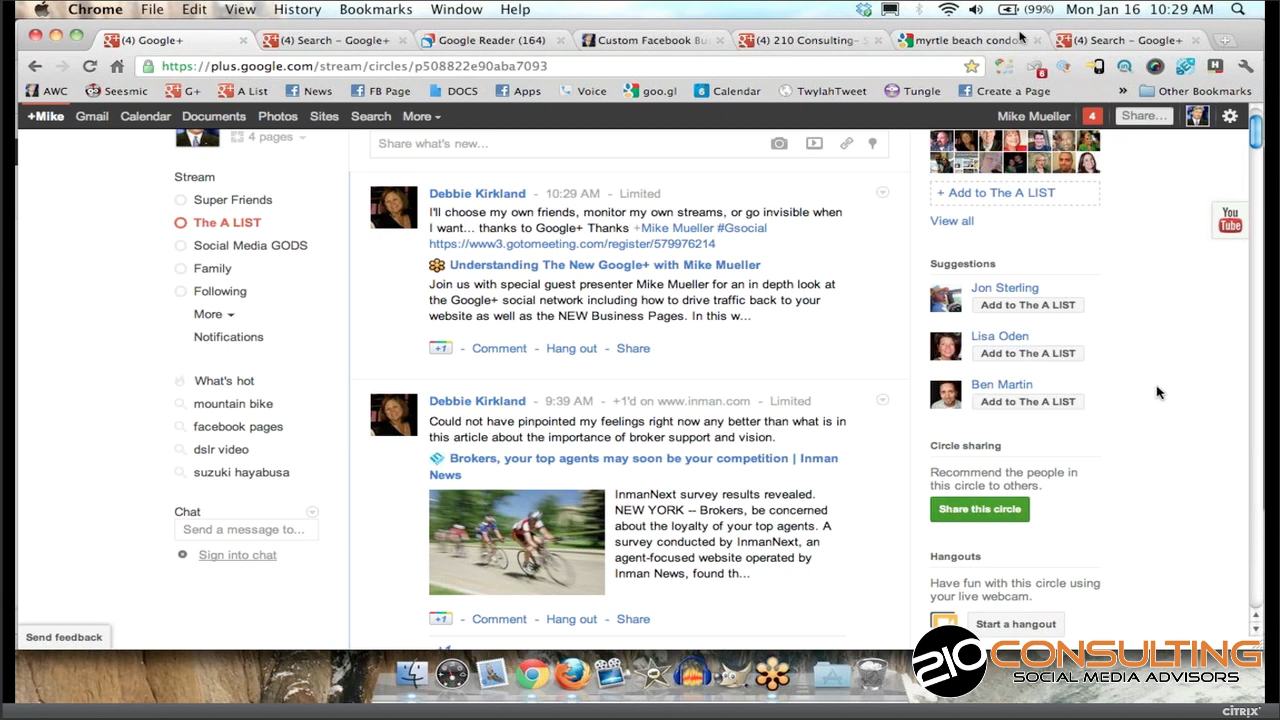 Chrome File Edit View History Bookmarks Window Help (99%) Mon Jan 16 10:29 AM
(4) Google+ (4) Search – Google+ Google Reader (164) Custom Facebook Bu (4) 210 Consulting– S myrtle beach condo (4) Search – Google+
https://plus.google.com/stream/circles/p508822e90aba7093
6
AWC Seesmic G+ A List News FB Page DOCS Apps Voice goo.gl Calendar TwylahTweet Tungle Create a Page » Other Bookmarks
+Mike Gmail Calendar Documents Photos Sites Search More Mike Mueller 4 Share...
4 pages
Share what's new...
Stream
Super Friends
The A LIST
Social Media GODS
Family
Following
More
Notifications
What's hot
mountain bike
facebook pages
dslr video
suzuki hayabusa
Chat
Send a message to...
Sign into chat
Send feedback
Debbie Kirkland - 10:29 AM - Limited
I'll choose my own friends, monitor my own streams, or go invisible when
I want... thanks to Google+ Thanks +Mike Mueller #Gsocial
https://www3.gotomeeting.com/register/579976214
Understanding The New Google+ with Mike Mueller
Join us with special guest presenter Mike Mueller for an in depth look at
the Google+ social network including how to drive traffic back to your
website as well as the NEW Business Pages. In this w...
+1 - Comment - Hang out - Share
Debbie Kirkland - 9:39 AM - +1'd on www.inman.com - Limited
Could not have pinpointed my feelings right now any better than what is in
this article about the importance of broker support and vision.
Brokers, your top agents may soon be your competition | Inman
News
InmanNext survey results revealed.
NEW YORK -- Brokers, be concerned
about the loyalty of your top agents. A
survey conducted by InmanNext, an
agent-focused website operated by
Inman News, found th...
+1 - Comment - Hang out - Share
+ Add to The A LIST
View all
You
Tube
Suggestions
Jon Sterling
Add to The A LIST
Lisa Oden
Add to The A LIST
Ben Martin
Add to The A LIST
Circle sharing
Recommend the people in
this circle to others.
Share this circle
Hangouts
Have fun with this circle using
your live webcam.
Start a hangout
210 CONSULTING
SOCIAL MEDIA ADVISORS
CITRIX